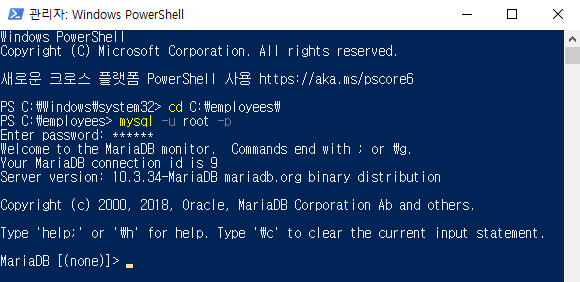 관리자: Windows PowerShell
Windows PowerShell
Copyright (C) Microsoft Corporation. All rights reserved.
새로운 크로스 플랫폼 PowerShell 사용 https://aka.ms/pscore6
PS C:₩Windows₩system32> cd C:₩employees₩
PS C:₩employees> mysql -u root -p
Enter password: ******
Welcome to the MariaDB monitor.  Commands end with ; or ₩g.
Your MariaDB connection id is 9
Server version: 10.3.34-MariaDB mariadb.org binary distribution
Copyright (c) 2000, 2018, Oracle, MariaDB Corporation Ab and others.
Type 'help;' or '₩h' for help. Type '₩c' to clear the current input statement.
MariaDB [(none)]>